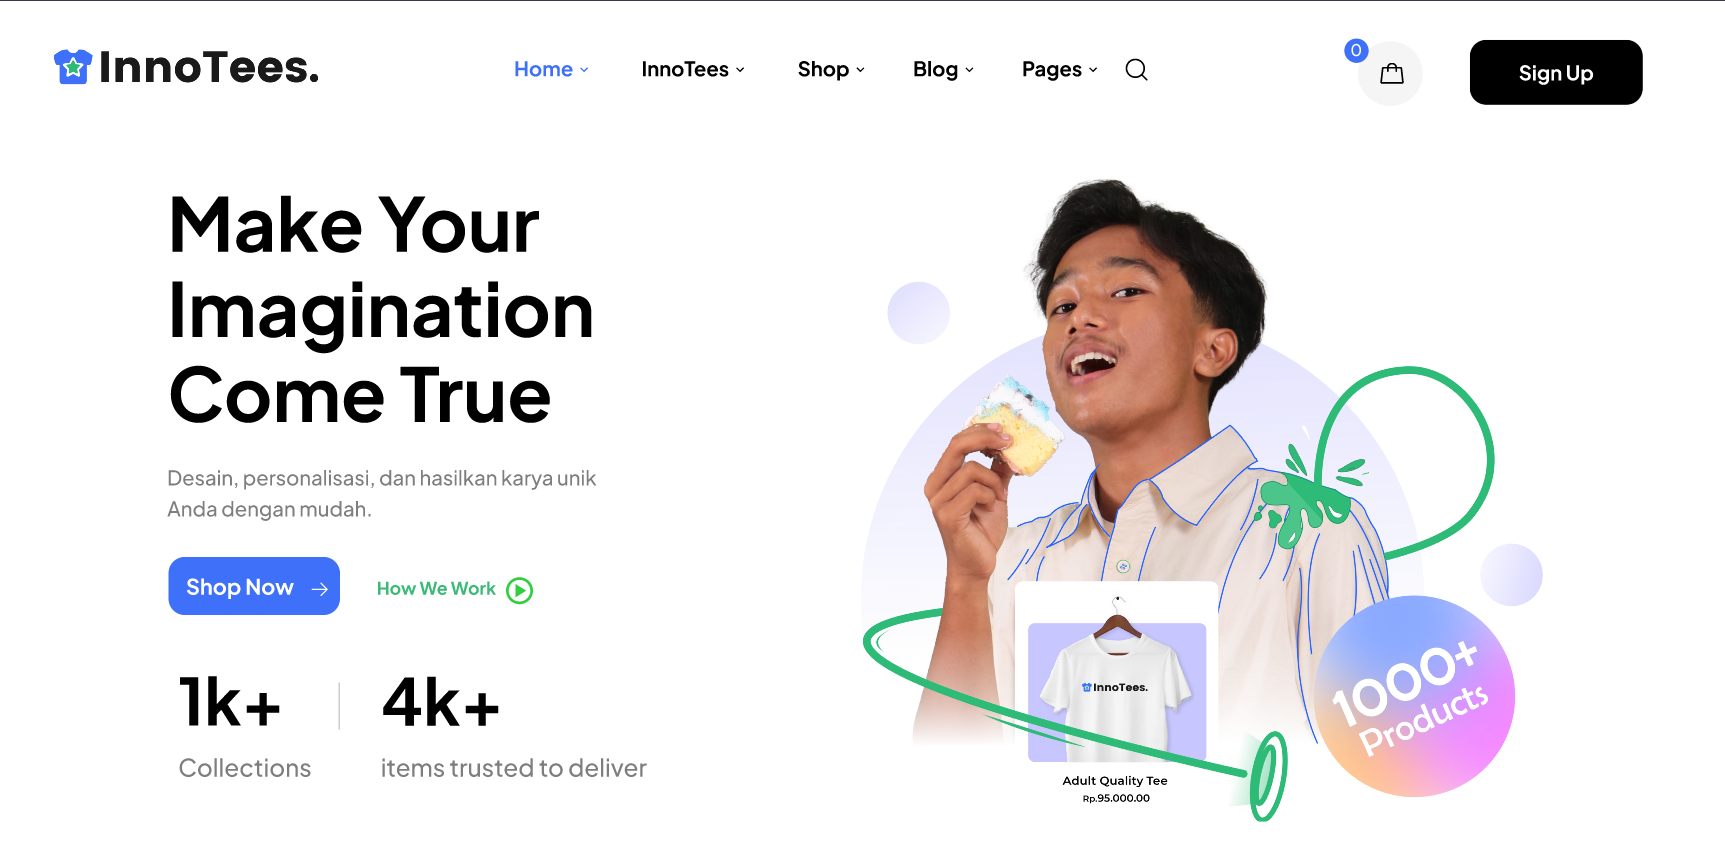 InnoTees.
Home
InnoTees
Shop
Blog
Pages
0
Sign Up
Make Your
Imagination
Come True
Desain, personalisasi, dan hasilkan karya unik
Anda dengan mudah.
Shop Now
How We Work
1k+
Collections
4k+
items trusted to deliver
InnoTees.
Adult Quality Tee
Rp.95.000.00
1000+
Products